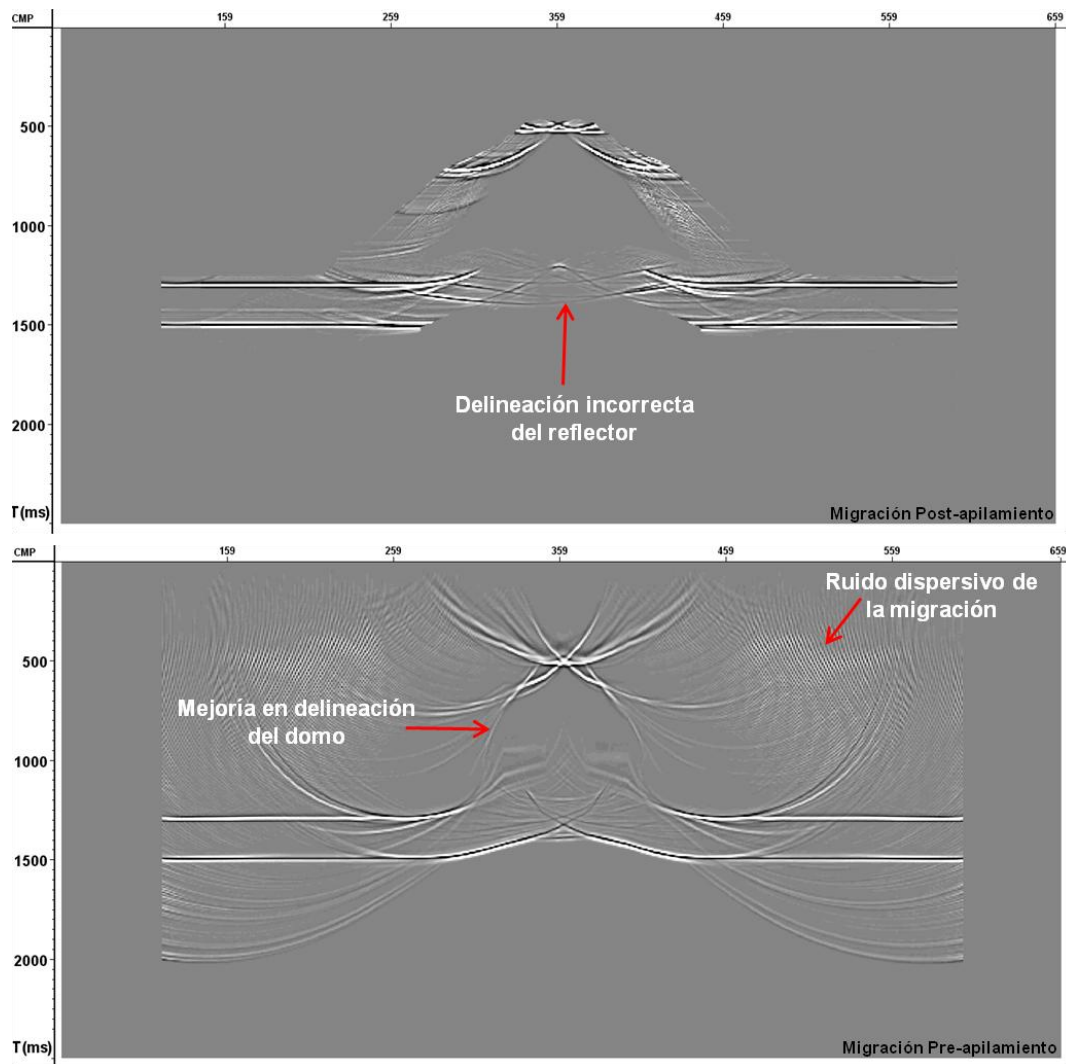 CMP 159 259 359 459 559 659
500
1000
1500
Delineación incorrecta
del reflector
2000
T(ms)
Migración Post-apilamiento
CMP 159 259 359 459 559 659
Ruido dispersivo de
la migración
500
Mejoría en delineación
del domo
1000
1500
2000
T(ms)
Migración Pre-apilamiento